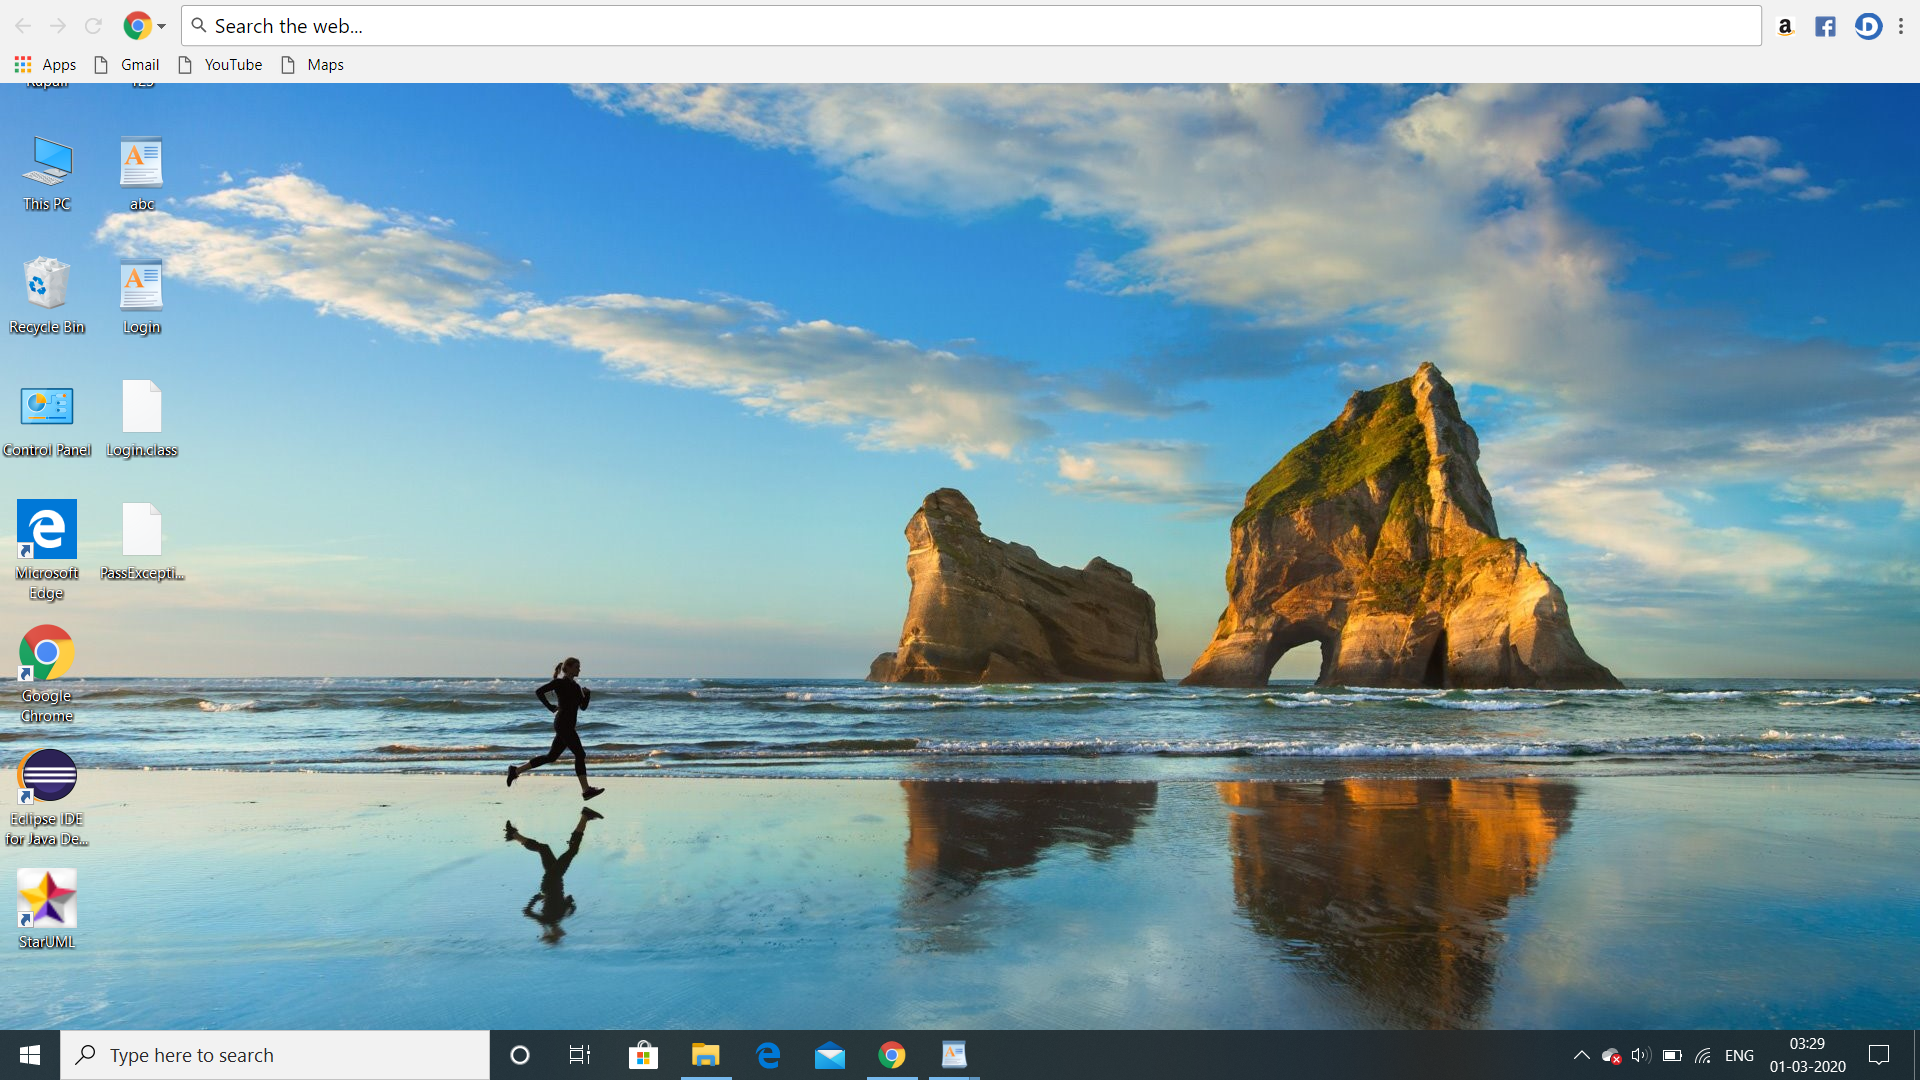 Search the web...
Apps
Gmail
YouTube
Maps
This PC
abc
Recycle Bin
Login
Control Panel
Login.class
Microsoft
Edge
PassExcepti...
Google
Chrome
Eclipse IDE
for Java De...
StarUML
Type here to search
ENG
03:29
01-03-2020